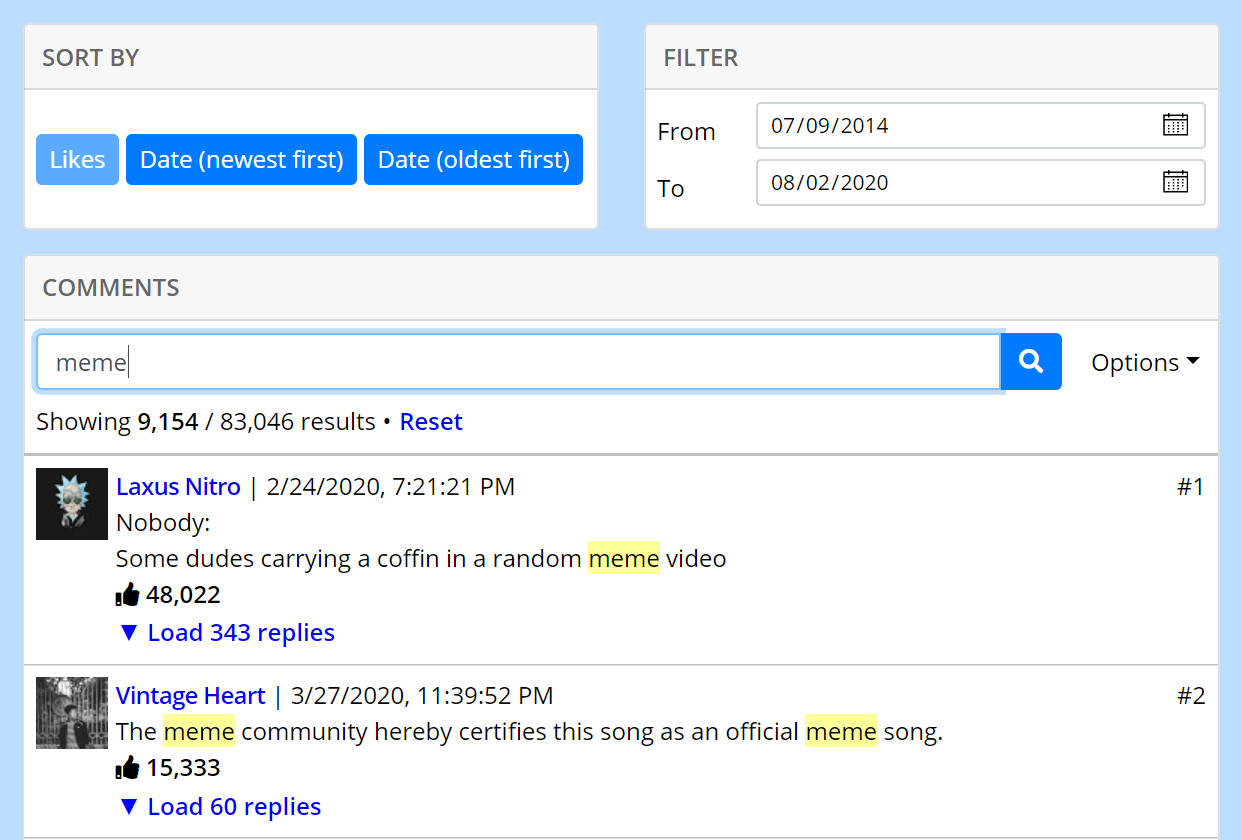 SORT BY
Likes Date (newest first) Date (oldest first)
FILTER
From 07/09/2014
To 08/02/2020
COMMENTS
meme
Options
Showing 9,154 / 83,046 results • Reset
Laxus Nitro | 2/24/2020, 7:21:21 PM #1
Nobody:
Some dudes carrying a coffin in a random meme video
48,022
▼ Load 343 replies
Vintage Heart | 3/27/2020, 11:39:52 PM #2
The meme community hereby certifies this song as an official meme song.
15,333
▼ Load 60 replies